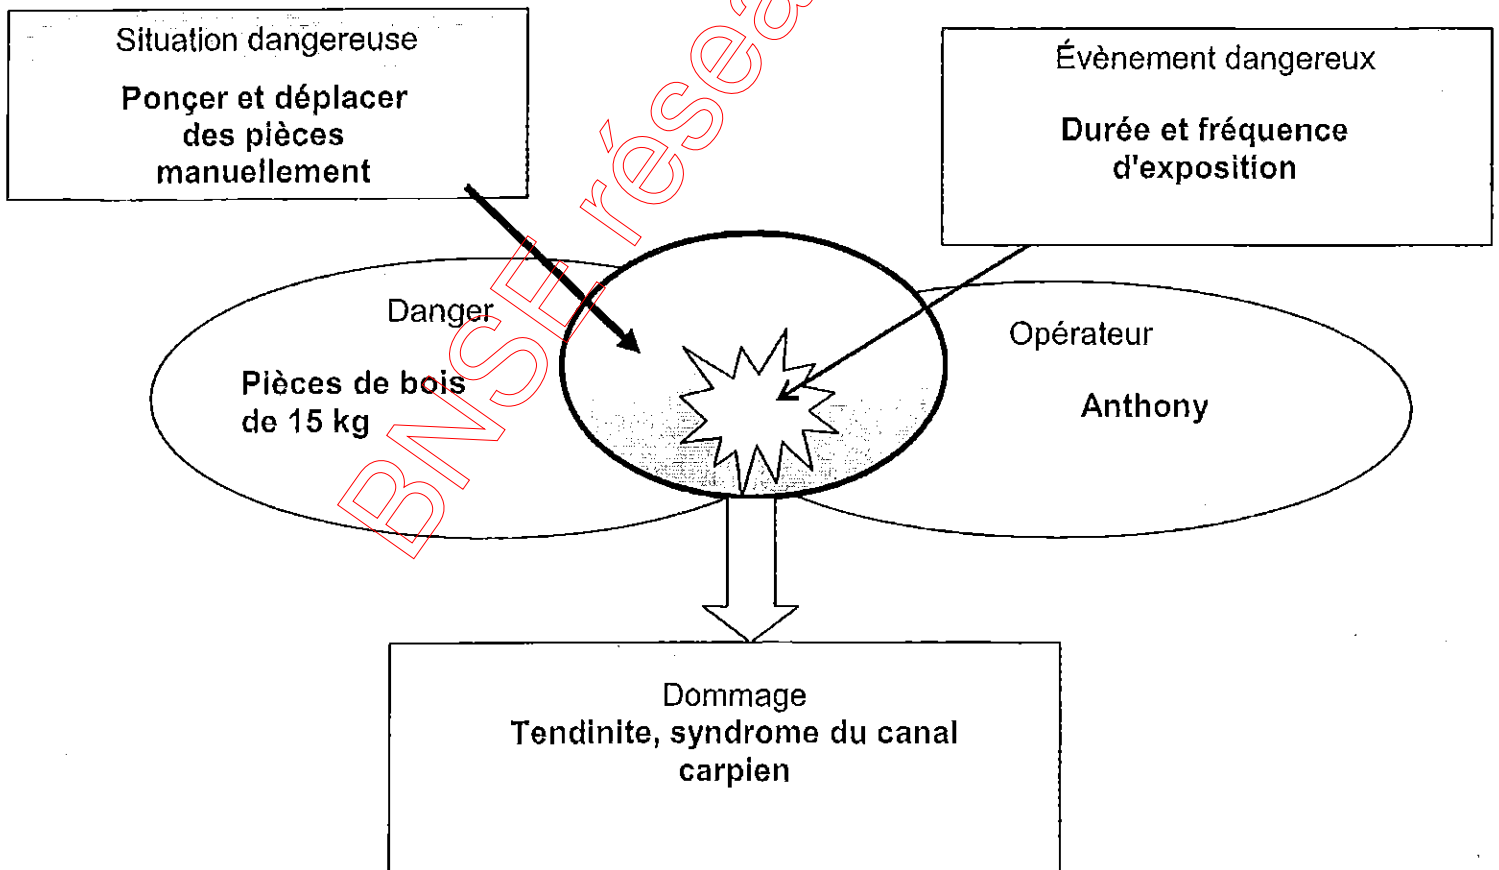 Situation dangereuse
Ponçer et déplacer
des pièces
manuellement
Évènement dangereux
Durée et fréquence
d'exposition
Danger
Pièces de bois
de 15 kg
Opérateur
Anthony
Dommage
Tendinite, syndrome du canal
carpien
BNSE résea